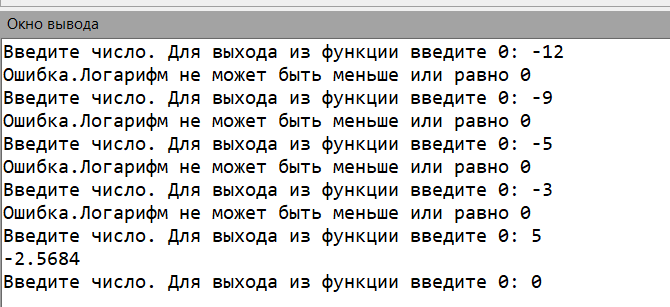 Окно вывода
Введите число. Для выхода из функции введите 0: -12
Ошибка.Логарифм не может быть меньше или равно 0
Введите число. Для выхода из функции введите 0: -9
Ошибка.Логарифм не может быть меньше или равно 0
Введите число. Для выхода из функции введите 0: -5
Ошибка.Логарифм не может быть меньше или равно 0
Введите число. Для выхода из функции введите 0: -3
Ошибка.Логарифм не может быть меньше или равно 0
Введите число. Для выхода из функции введите 0: 5
-2.5684
Введите число. Для выхода из функции введите 0: 0